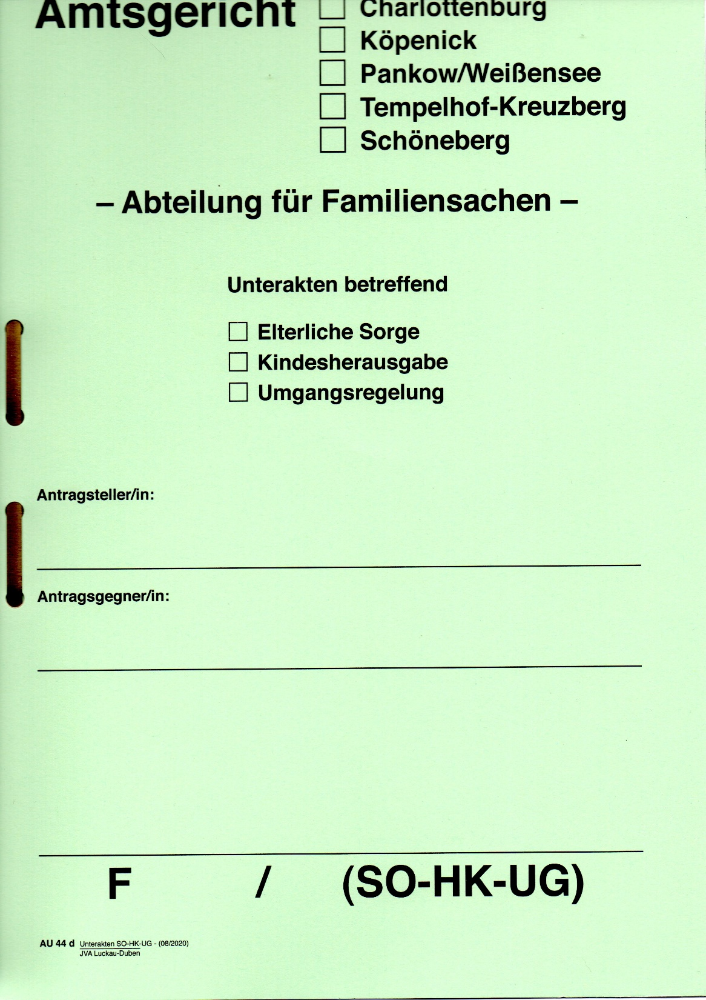 Amtsgericht
Charlottenburg
Köpenick
Pankow/Weißensee
Tempelhof-Kreuzberg
Schöneberg
– Abteilung für Familiensachen –
Unterakten betreffend
Elterliche Sorge
Kindesherausgabe
Umgangsregelung
Antragsteller/in:
Antragsgegner/in:
F / (SO-HK-UG)
AU 44 d Unterakten SO-HK-UG - (08/2020)
JVA Luckau-Duben